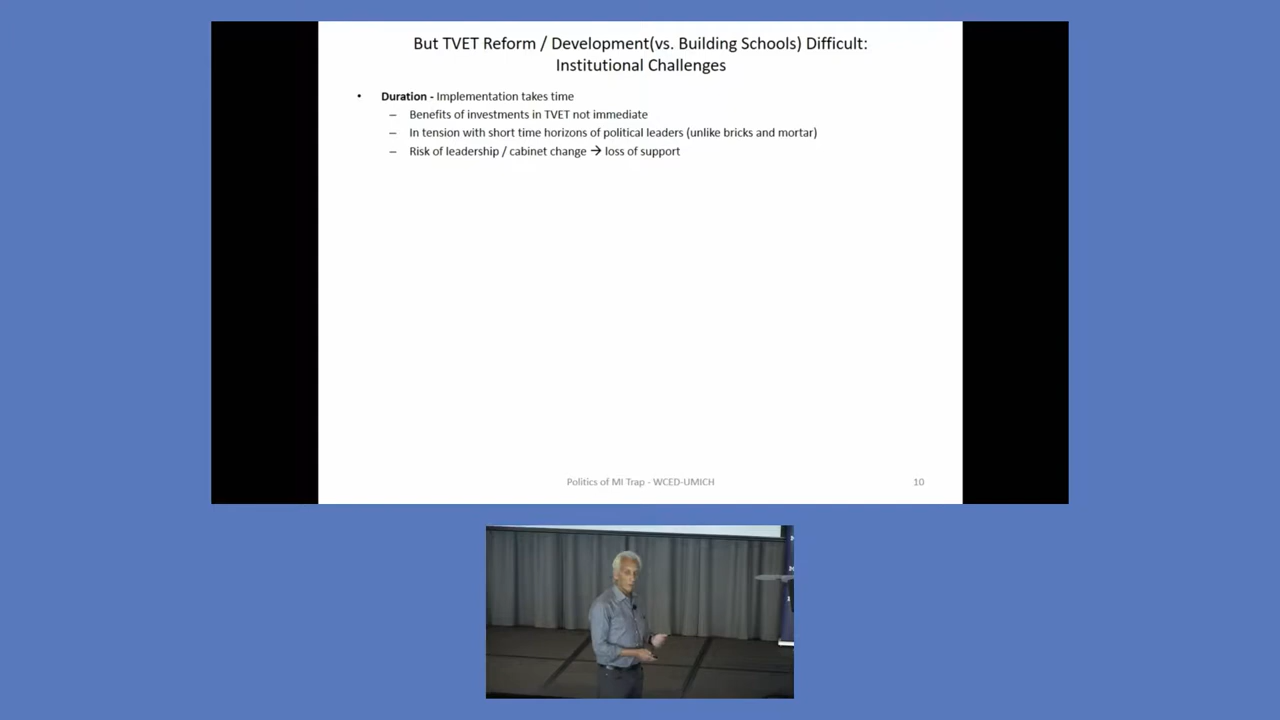 But TVET Reform / Development(vs. Building Schools) Difficult:
Institutional Challenges
• Duration - Implementation takes time
– Benefits of investments in TVET not immediate
– In tension with short time horizons of political leaders (unlike bricks and mortar)
– Risk of leadership / cabinet change → loss of support
Politics of MI Trap - WCED-UMICH
10